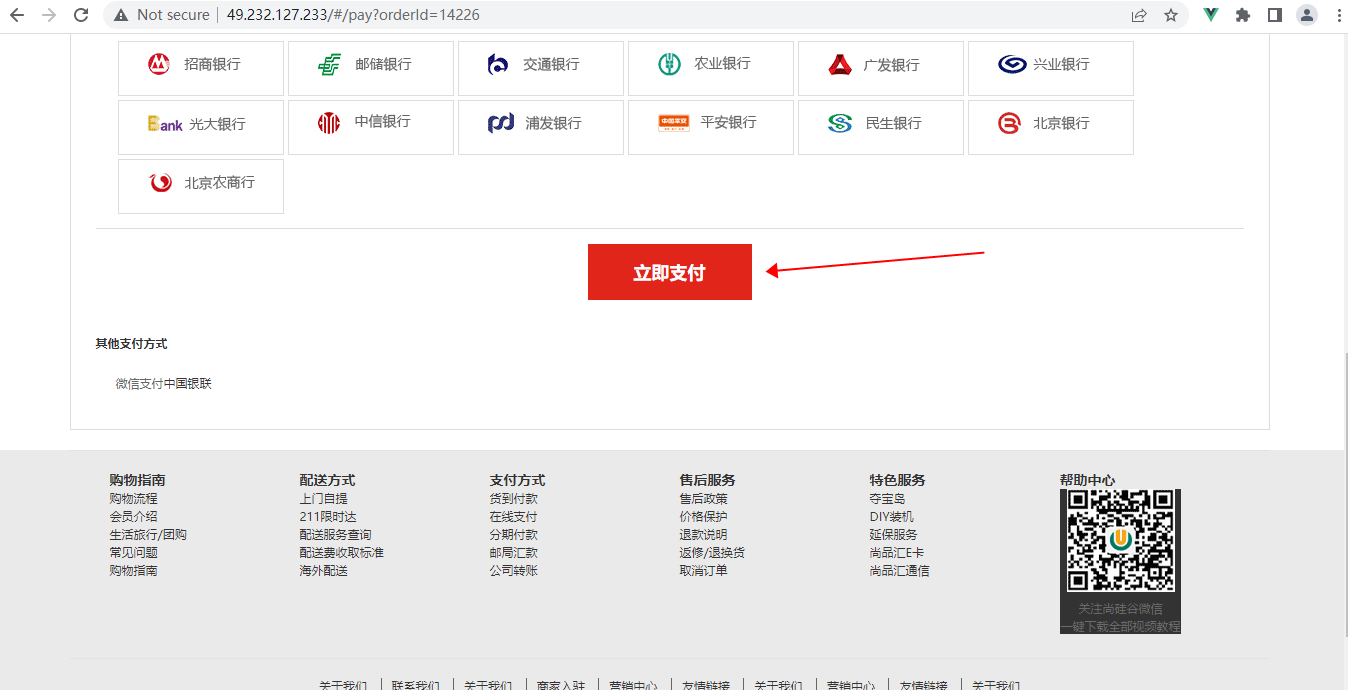 Not secure 49.232.127.233/#/pay?orderId=14226
招商银行 邮储银行 交通银行 农业银行 广发银行 兴业银行
Bank 光大银行 中信银行 浦发银行 中国平安 平安银行 民生银行 北京银行
北京农商行
立即支付
其他支付方式
微信支付中国银联
购物指南
购物流程
会员介绍
生活旅行/团购
常见问题
购物指南
配送方式
上门自提
211限时达
配送服务查询
配送费收取标准
海外配送
支付方式
货到付款
在线支付
分期付款
邮局汇款
公司转账
售后服务
售后政策
价格保护
退款说明
返修/退换货
取消订单
特色服务
夺宝岛
DIY装机
延保服务
尚品汇E卡
尚品汇通信
帮助中心
关注尚硅谷微信
一键下载全部视频教程
关于我们 联系我们 关于我们 商家入驻 营销中心 友情链接 关于我们 营销中心 友情链接 关于我们